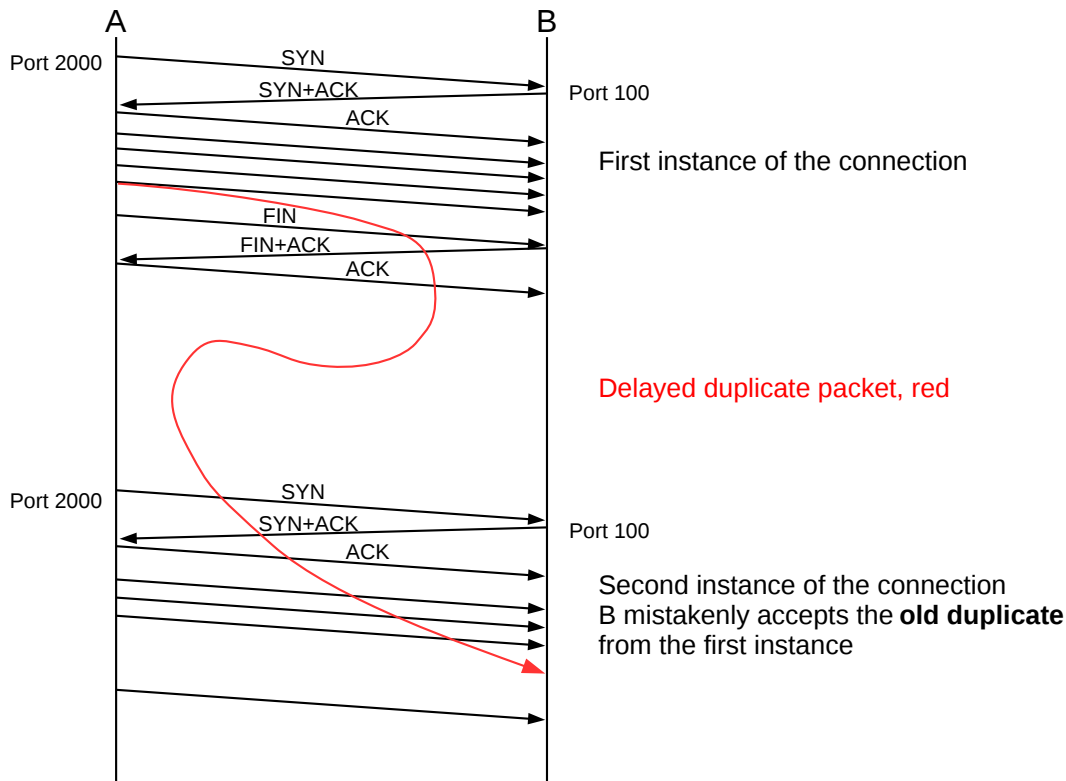 A
B
Port 2000
SYN
SYN+ACK
Port 100
ACK
First instance of the connection
FIN
FIN+ACK
ACK
Delayed duplicate packet, red
Port 2000
SYN
SYN+ACK
Port 100
ACK
Second instance of the connection
B mistakenly accepts the old duplicate
from the first instance